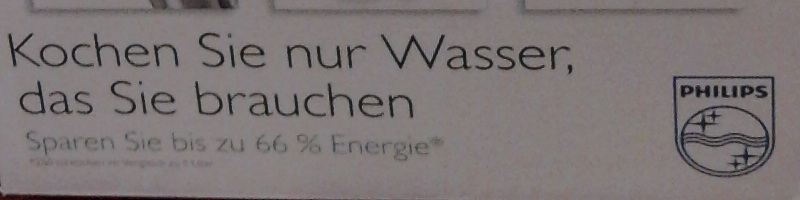 Kochen Sie nur Wasser,
das Sie brauchen
PHILIPS
Sparen Sie bis zu 66 % Energie*